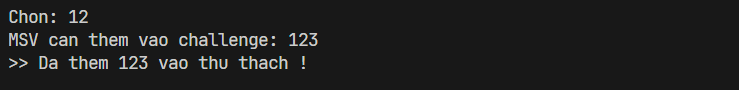 Chon: 12
MSV can them vao challenge: 123
>> Da them 123 vao thu thach !